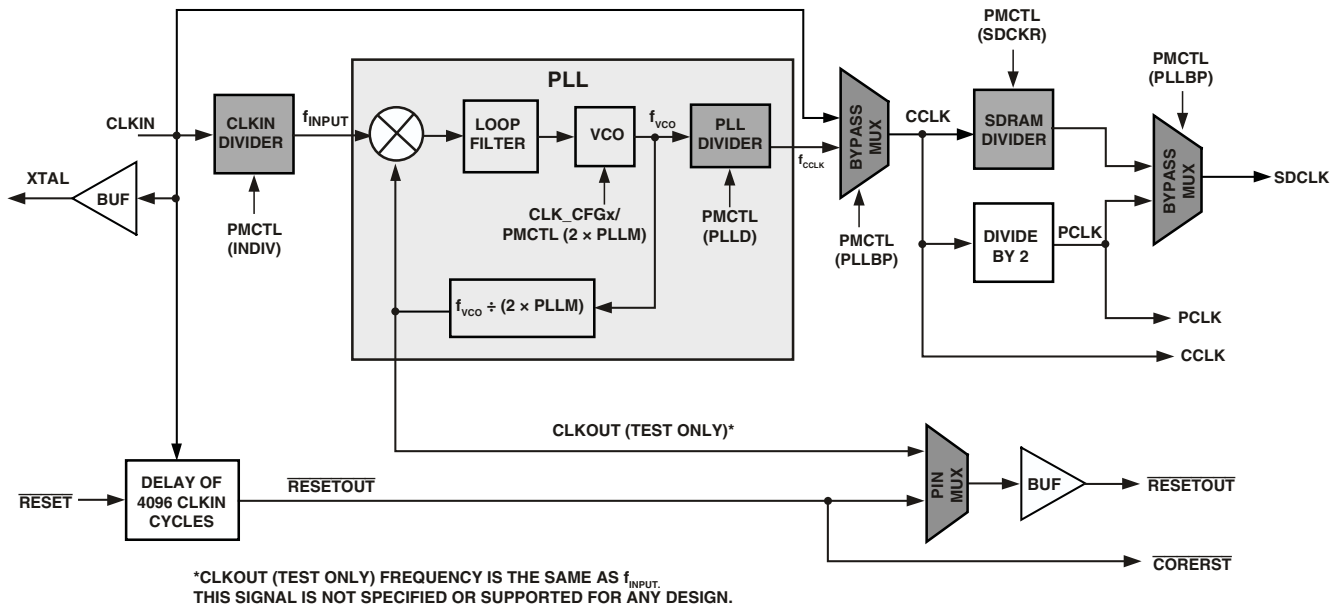 PMCTL
(SDCKR)
PMCTL
(PLLBP)
PLL
CLKIN
CLKIN
DIVIDER
fINPUT
LOOP
FILTER
VCO
fVCO
PLL
DIVIDER
fCCLK
BYPASS
MUX
CCLK
SDRAM
DIVIDER
BYPASS
MUX
SDCLK
XTAL
BUF
PMCTL
(INDIV)
CLK_CFGx/
PMCTL (2 × PLLM)
PMCTL
(PLLD)
PMCTL
(PLLBP)
DIVIDE
BY 2
PCLK
fVCO ÷ (2 × PLLM)
PCLK
CCLK
CLKOUT (TEST ONLY)*
RESET
DELAY OF
4096 CLKIN
CYCLES
RESETOUT
PIN
MUX
BUF
RESETOUT
CORERST
*CLKOUT (TEST ONLY) FREQUENCY IS THE SAME AS fINPUT.
THIS SIGNAL IS NOT SPECIFIED OR SUPPORTED FOR ANY DESIGN.